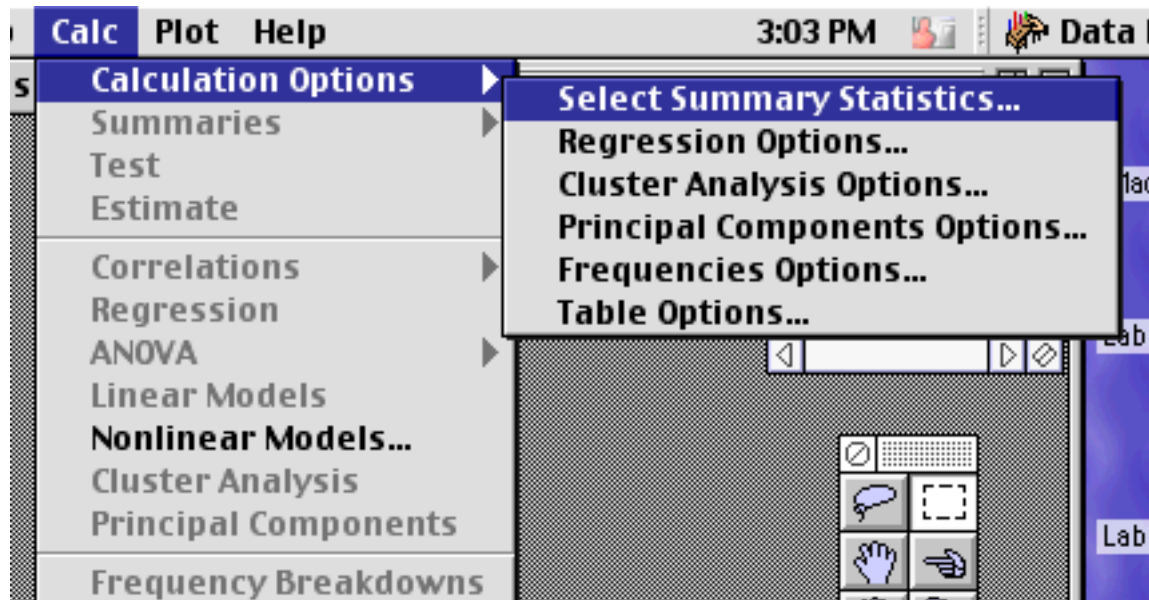 Calc Plot Help 3:03 PM Data
s
Calculation Options
Summaries
Test
Estimate
Correlations
Regression
ANOVA
Linear Models
Nonlinear Models...
Cluster Analysis
Principal Components
Frequency Breakdowns
Select Summary Statistics...
Regression Options...
Cluster Analysis Options...
Principal Components Options...
Frequencies Options...
Table Options...
Lab
Lab